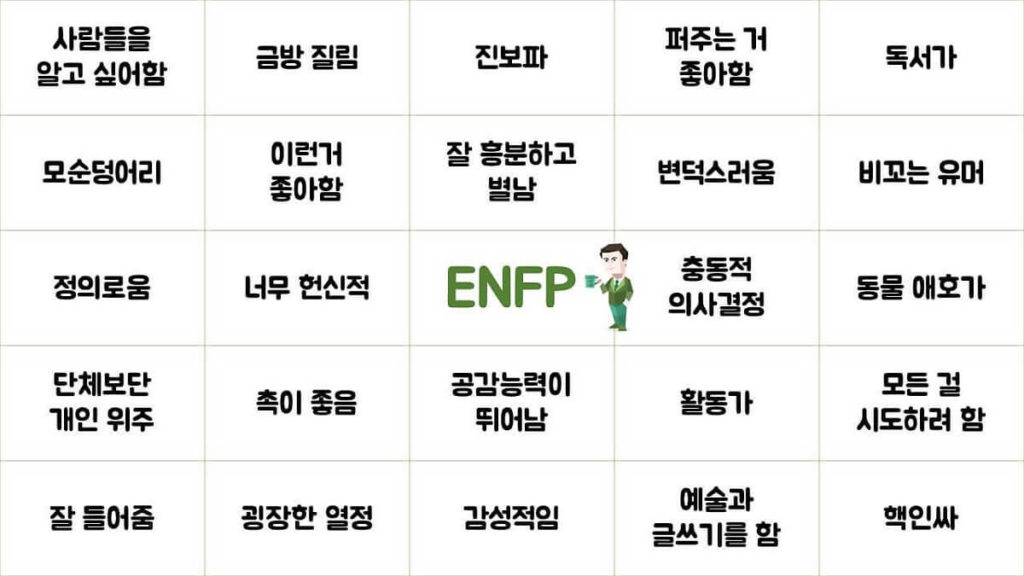 사람들을
알고 싶어함
금방 질림
진보파
퍼주는 거
좋아함
독서가
모순덩어리
이런거
좋아함
잘 흥분하고
별남
변덕스러움
비꼬는 유머
정의로움
너무 헌신적
ENFP
충동적
의사결정
동물 애호가
단체보단
개인 위주
촉이 좋음
공감능력이
뛰어남
활동가
모든 걸
시도하려 함
잘 들어줌
굉장한 열정
감성적임
예술과
글쓰기를 함
핵인싸